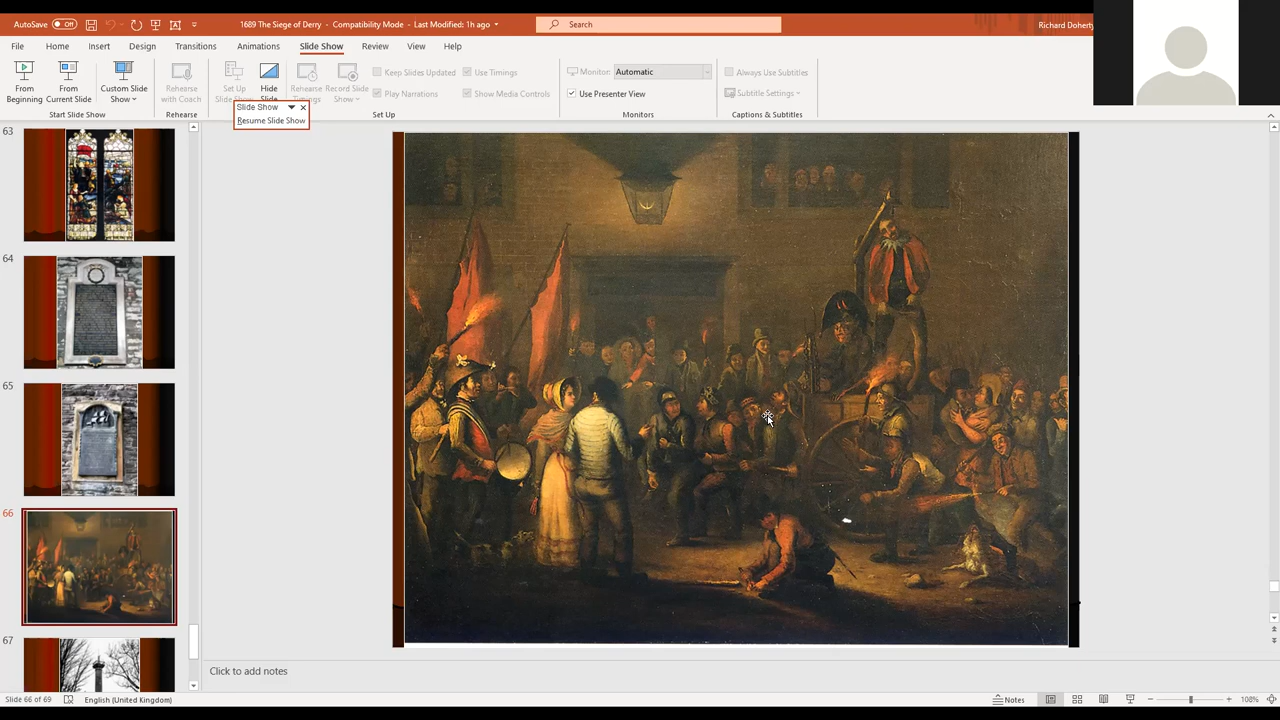 AutoSave Off 1689 The Siege of Derry - Compatibility Mode - Last Modified: 1h ago Search Richard Doherty
File Home Insert Design Transitions Animations Slide Show Review View Help
From Beginning From Current Slide Custom Slide Show Rehearse with Coach Set Up Slide Show Hide Slide Rehearse Timings Record Slide Show Keep Slides Updated Use Timings Monitor: Automatic Always Use Subtitles
Play Narrations Show Media Controls Use Presenter View Subtitle Settings
Slide Show
Resume Slide Show
Start Slide Show Rehearse Set Up Monitors Captions & Subtitles
63
64
65
66
67
Click to add notes
Slide 66 of 69 English (United Kingdom) Notes 108%